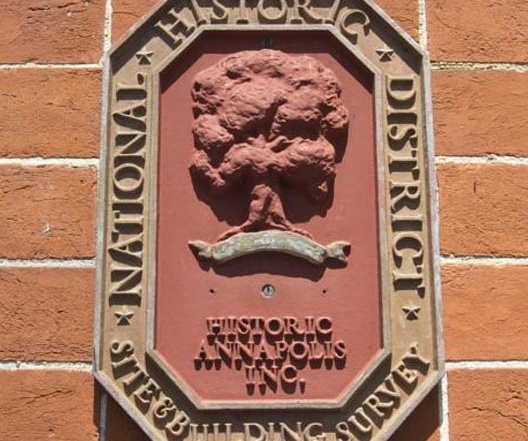 HISTORIC
NATIONAL
DISTRICT
HISTORIC
ANNAPOLIS
INC.
SITE & BUILDING SURVEY